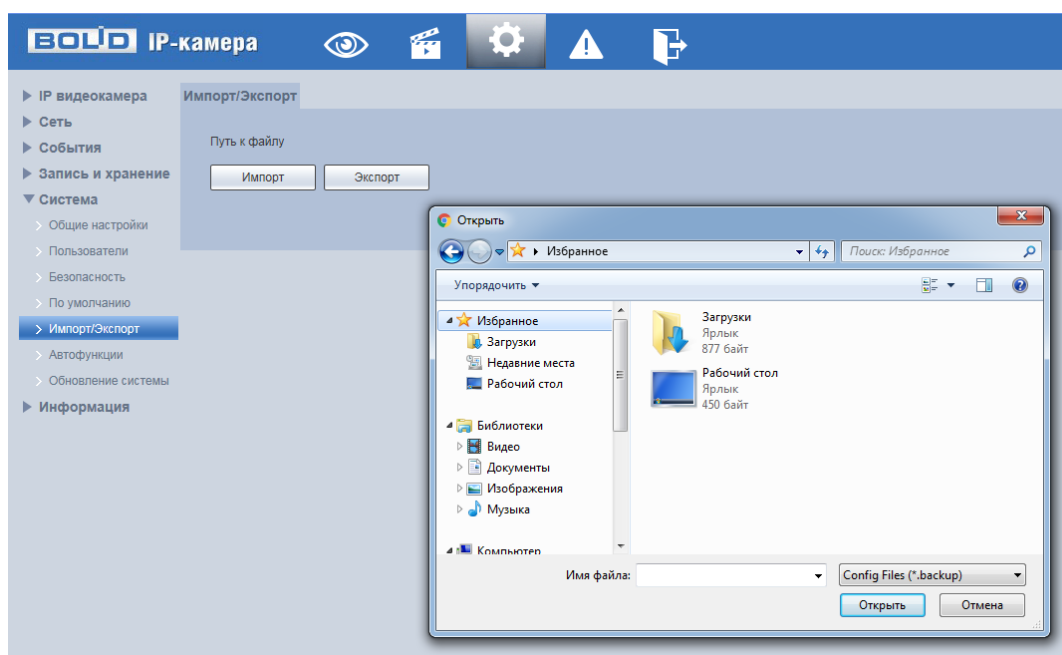 BOLID IP-камера
IP видеокамера
Сеть
События
Запись и хранение
Система
Общие настройки
Пользователи
Безопасность
По умолчанию
Импорт/Экспорт
Автофункции
Обновление системы
Информация
Импорт/Экспорт
Путь к файлу
Импорт Экспорт
Открыть
Избранное
Поиск: Избранное
Упорядочить
Избранное
Загрузки
Недавние места
Рабочий стол
Библиотеки
Видео
Документы
Изображения
Музыка
Компьютер
Загрузки
Ярлык
877 байт
Рабочий стол
Ярлык
450 байт
Имя файла:
Config Files (*.backup)
Открыть Отмена